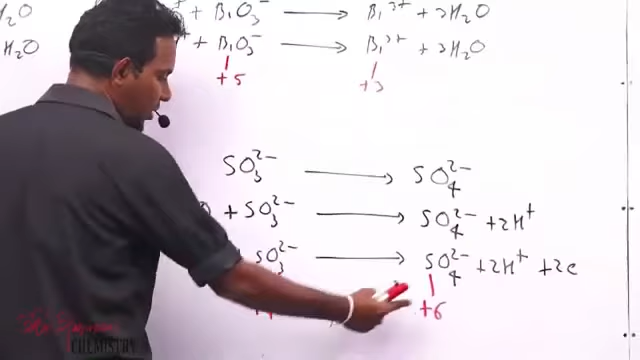 H₂O + BiO₃⁻ ⟶ Bi³⁺ + 3H₂O
H₂O + BiO₃⁻ ⟶ Bi³⁺ + 3H₂O
+5 +3
SO₃²⁻ ⟶ SO₄²⁻
+ SO₃²⁻ ⟶ SO₄²⁻ + 2H⁺
SO₃²⁻ ⟶ SO₄²⁻ + 2H⁺ + 2e
+6
CHEMISTRY